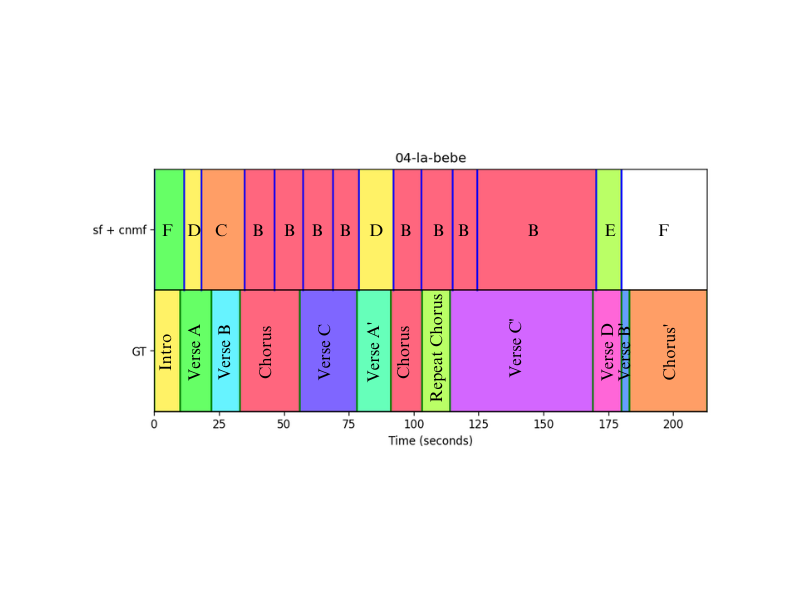 04-la-bebe
sf + cnmf
F D C B B B B D B B B B E F
GT
Intro
Verse A
Verse B
Chorus
Verse C
Verse A'
Chorus
Repeat Chorus
Verse C'
Verse D
Verse B'
Chorus'
0 25 50 75 100 125 150 175 200
Time (seconds)